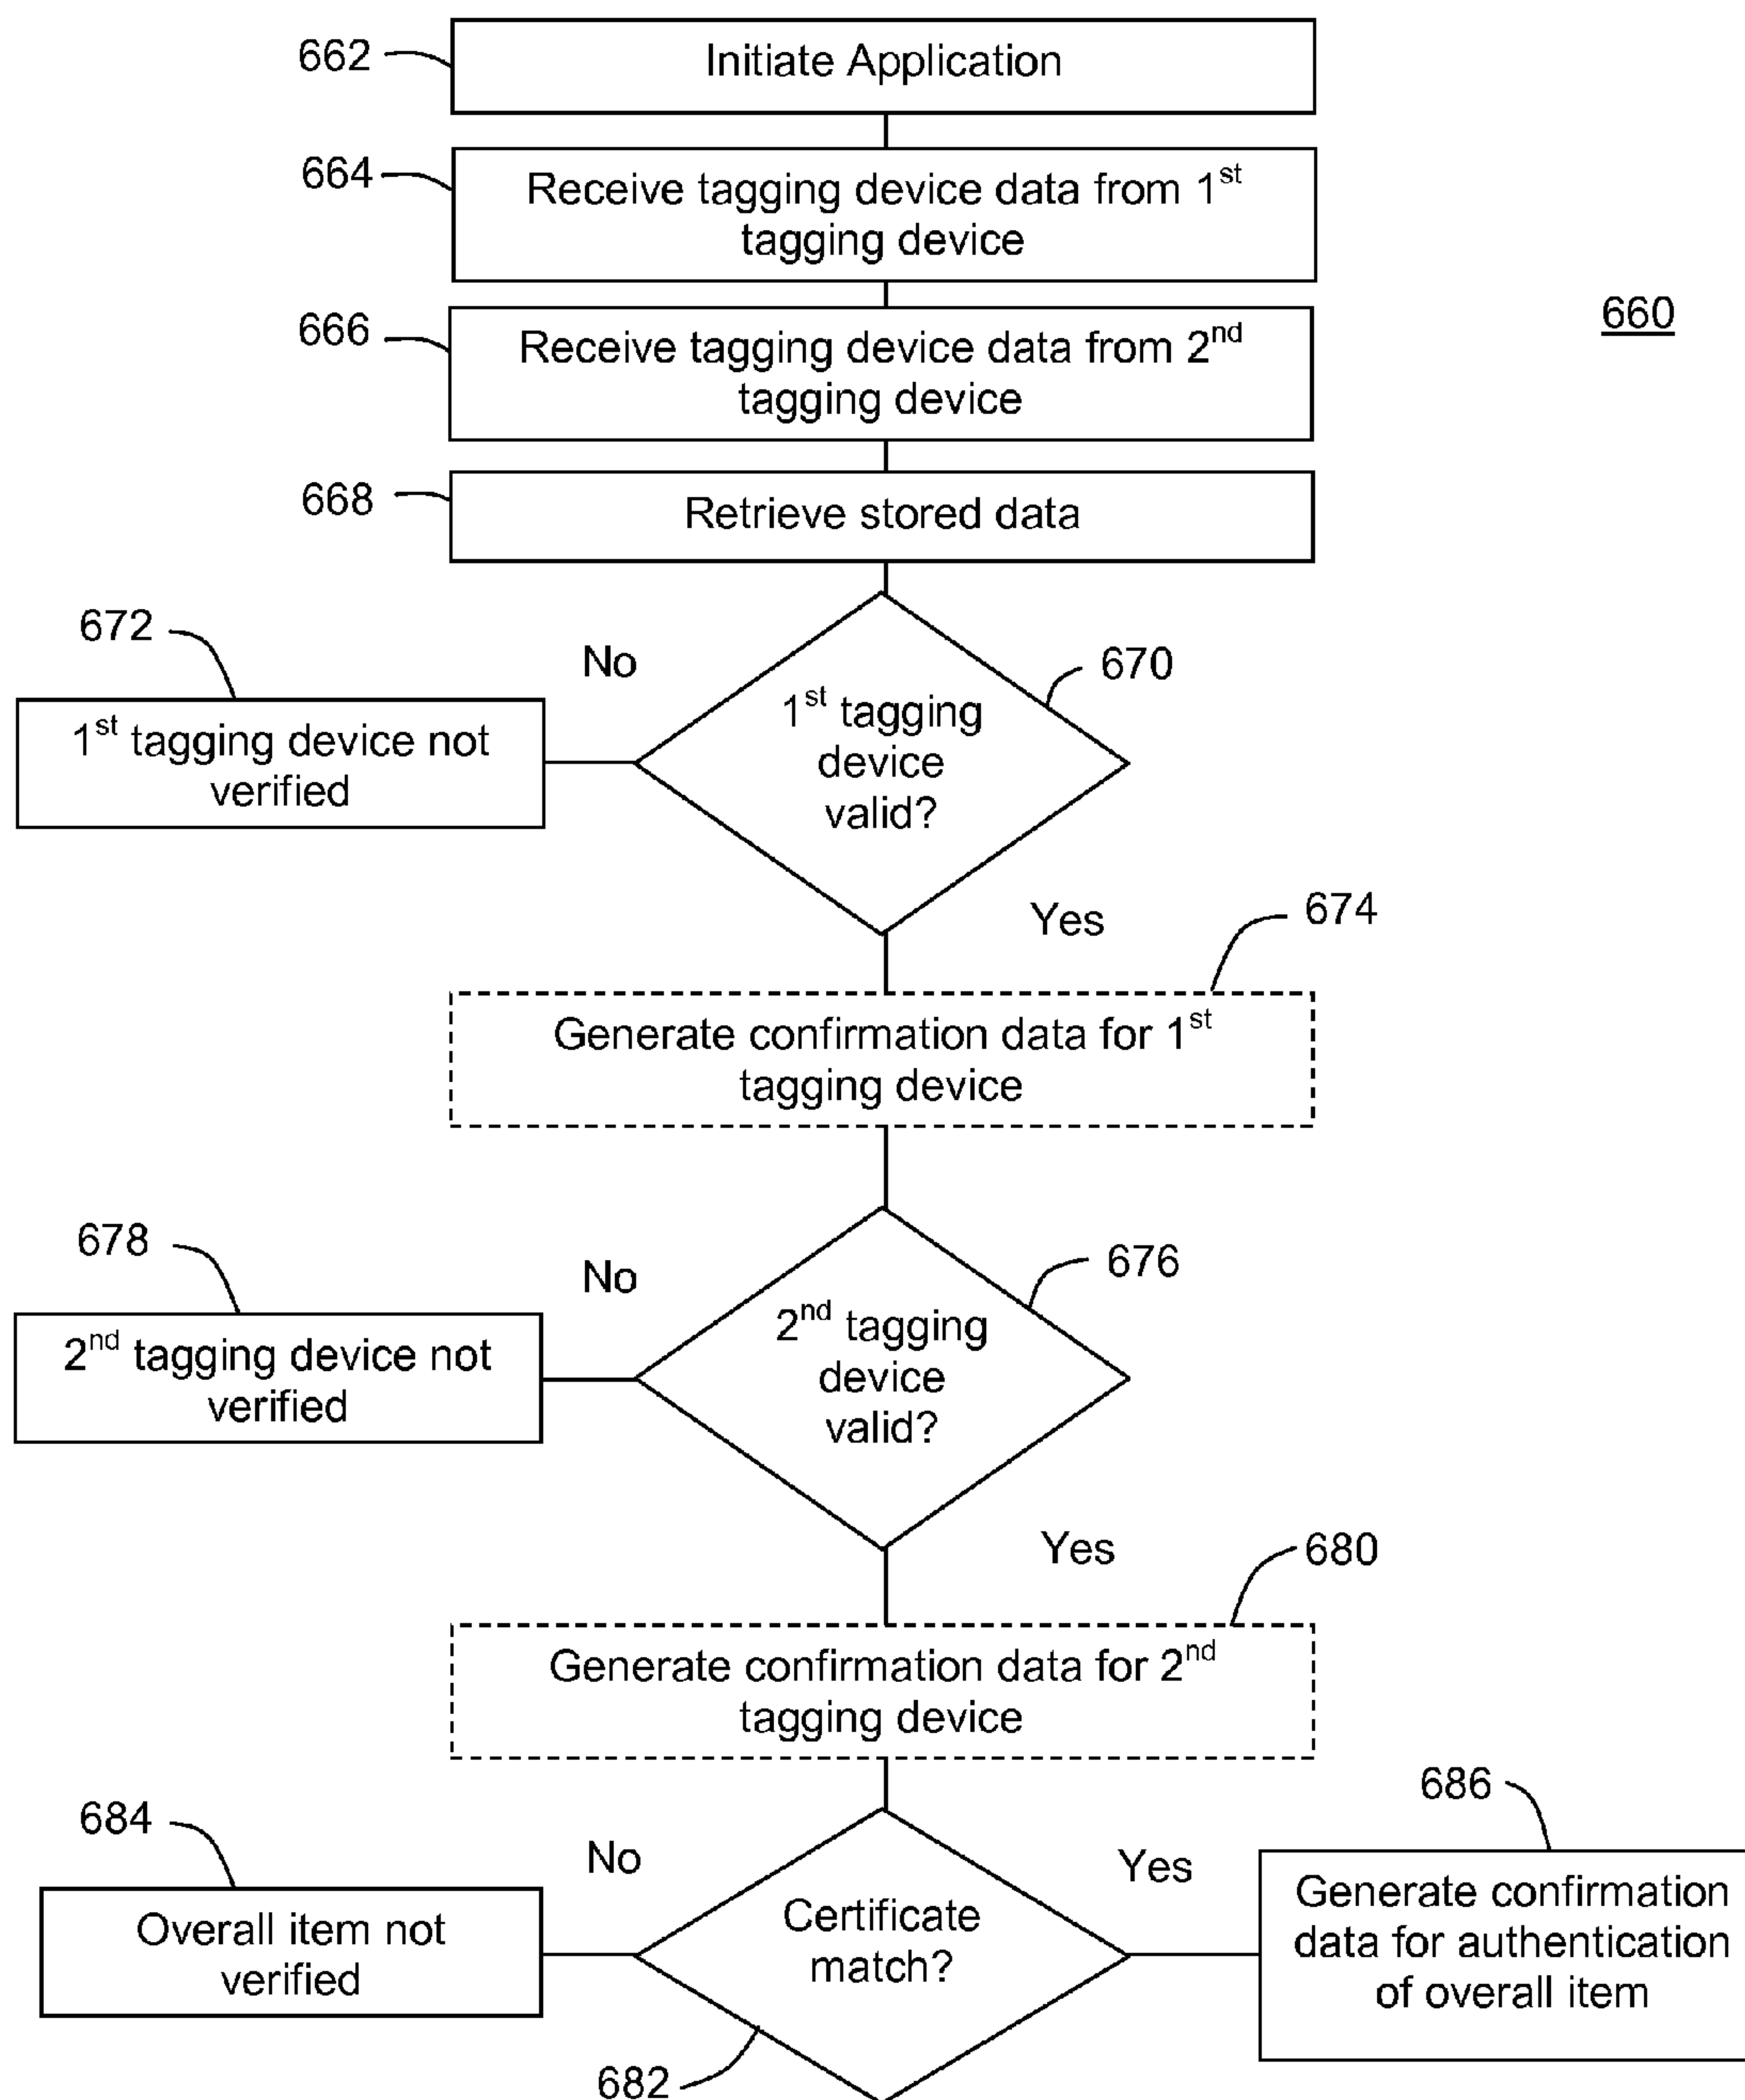 662
Initiate Application
664
Receive tagging device data from 1st
tagging device
660
666
Receive tagging device data from 2nd
tagging device
668
Retrieve stored data
672
No
670
1st tagging
device
valid?
1st tagging device not
verified
Yes
674
Generate confirmation data for 1st
tagging device
678
No
676
2nd tagging
device
valid?
2nd tagging device not
verified
Yes
680
Generate confirmation data for 2nd
tagging device
684
No
Yes
686
Certificate
match?
Overall item not
verified
Generate confirmation
data for authentication
of overall item
682